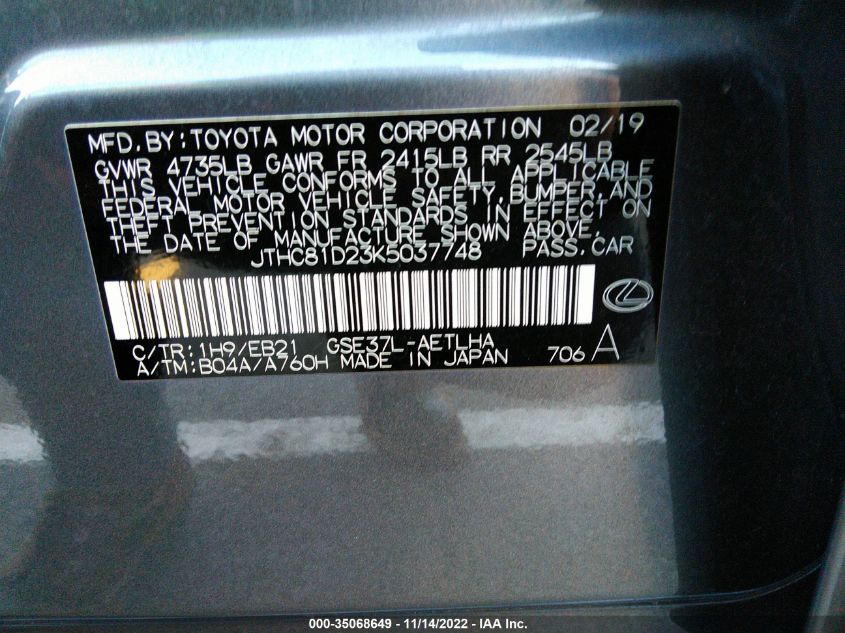 MFD. BY: TOYOTA MOTOR CORPORATION 02/19
GVWR 4735LB GAWR FR 2415LB RR 2545LB
THIS VEHICLE CONFORMS TO ALL APPLICABLE
FEDERAL MOTOR VEHICLE SAFETY, BUMPER, AND
THEFT PREVENTION STANDARDS IN EFFECT ON
THE DATE OF MANUFACTURE SHOWN ABOVE.
JTHC81D23K5037748 PASS. CAR
C/TR: 1H9/EB21 GSE37L-AETLHA
A/TM: B04A/A760H MADE IN JAPAN 706 A
000-35068649 - 11/14/2022 - IAA Inc.